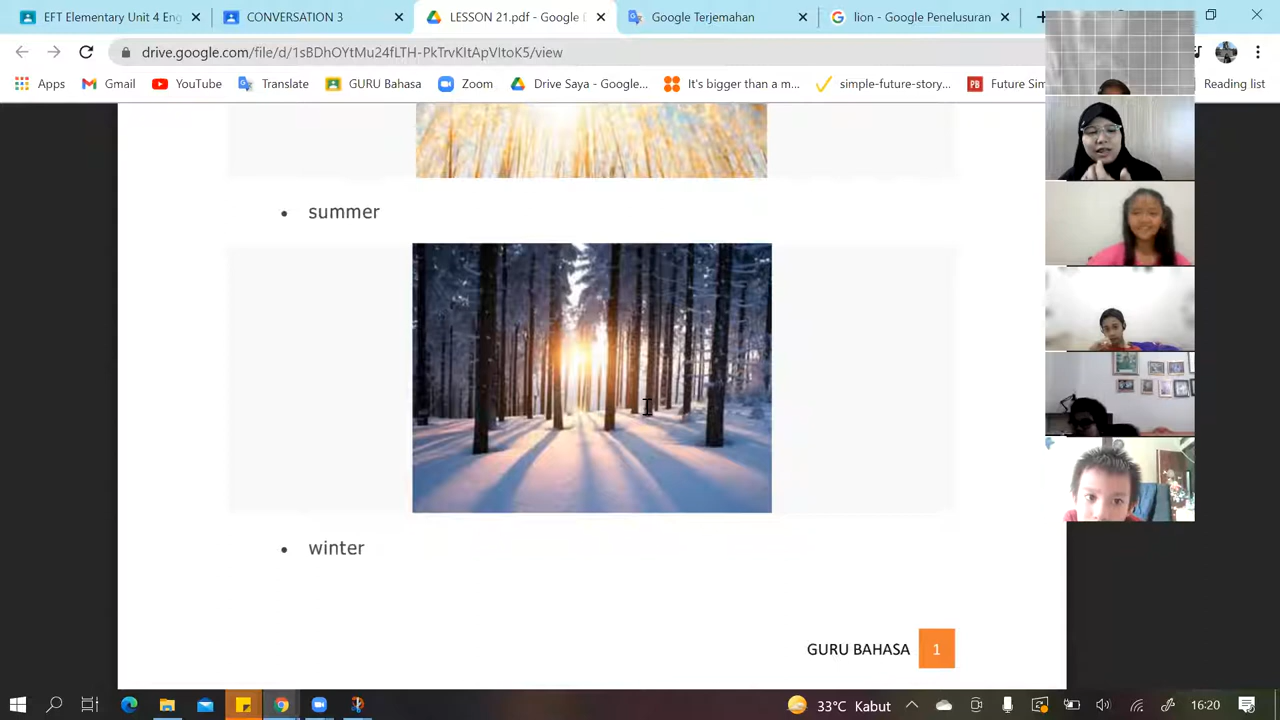 EFT Elementary Unit 4 Eng
CONVERSATION 3
LESSON 21.pdf - Google
Google Terjemahan
lion - Google Penelusuran
drive.google.com/file/d/1sBDhOYtMu24fLTH-PkTrvKItApVItoK5/view
Apps
Gmail
YouTube
Translate
GURU Bahasa
Zoom
Drive Saya - Google...
It's bigger than a m...
simple-future-story...
Future Sim
Reading list
• summer
• winter
GURU BAHASA 1
33°C Kabut
16:20